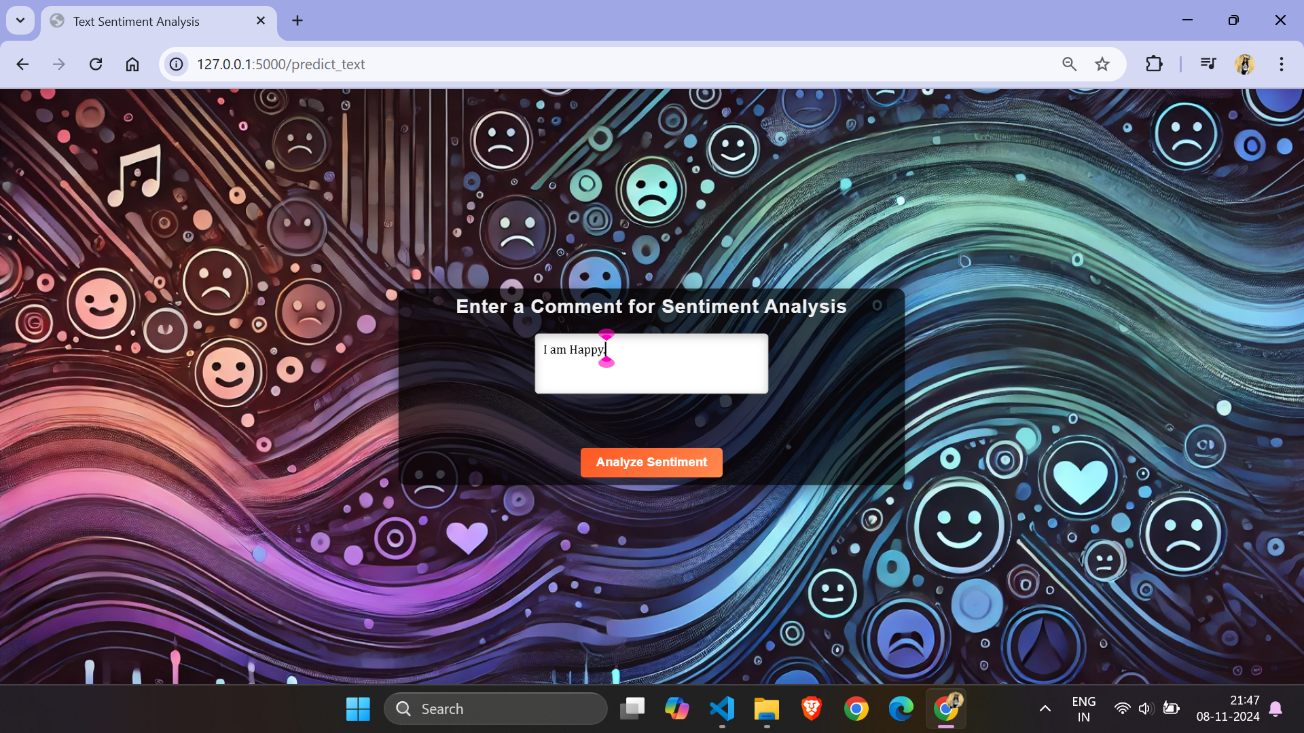 Text Sentiment Analysis
127.0.0.1:5000/predict_text
Enter a Comment for Sentiment Analysis
I am Happy.
Analyze Sentiment
Search
ENG
IN
21:47
08-11-2024